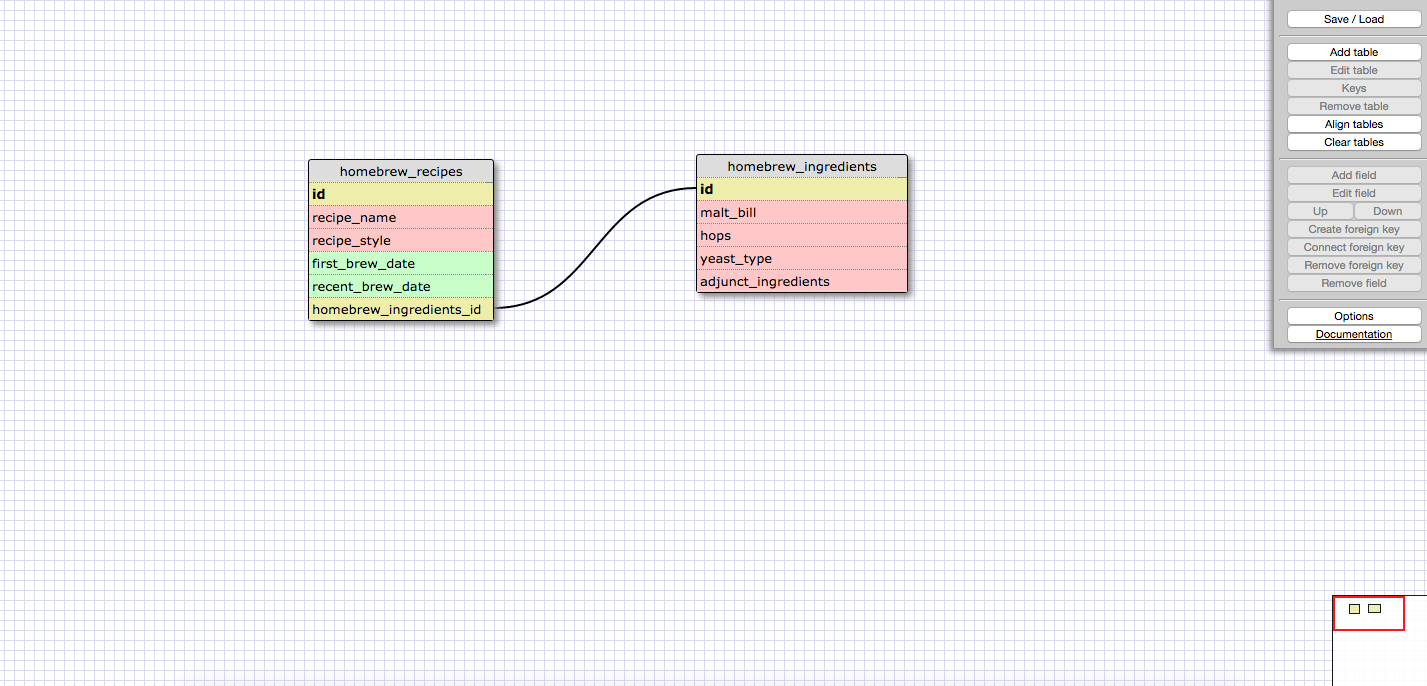 homebrew_recipes
id
recipe_name
recipe_style
first_brew_date
recent_brew_date
homebrew_ingredients_id
homebrew_ingredients
id
malt_bill
hops
yeast_type
adjunct_ingredients
Save / Load
Add table
Edit table
Keys
Remove table
Align tables
Clear tables
Add field
Edit field
Up Down
Create foreign key
Connect foreign key
Remove foreign key
Remove field
Options
Documentation